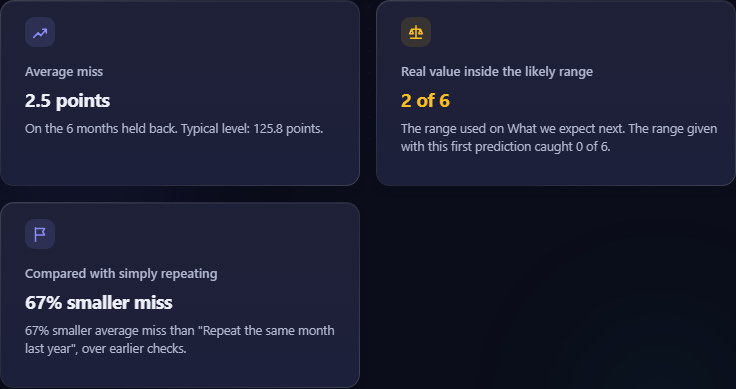 Average miss
2.5 points
On the 6 months held back. Typical level: 125.8 points.
Real value inside the likely range
2 of 6
The range used on What we expect next. The range given
with this first prediction caught 0 of 6.
Compared with simply repeating
67% smaller miss
67% smaller average miss than "Repeat the same month
last year", over earlier checks.